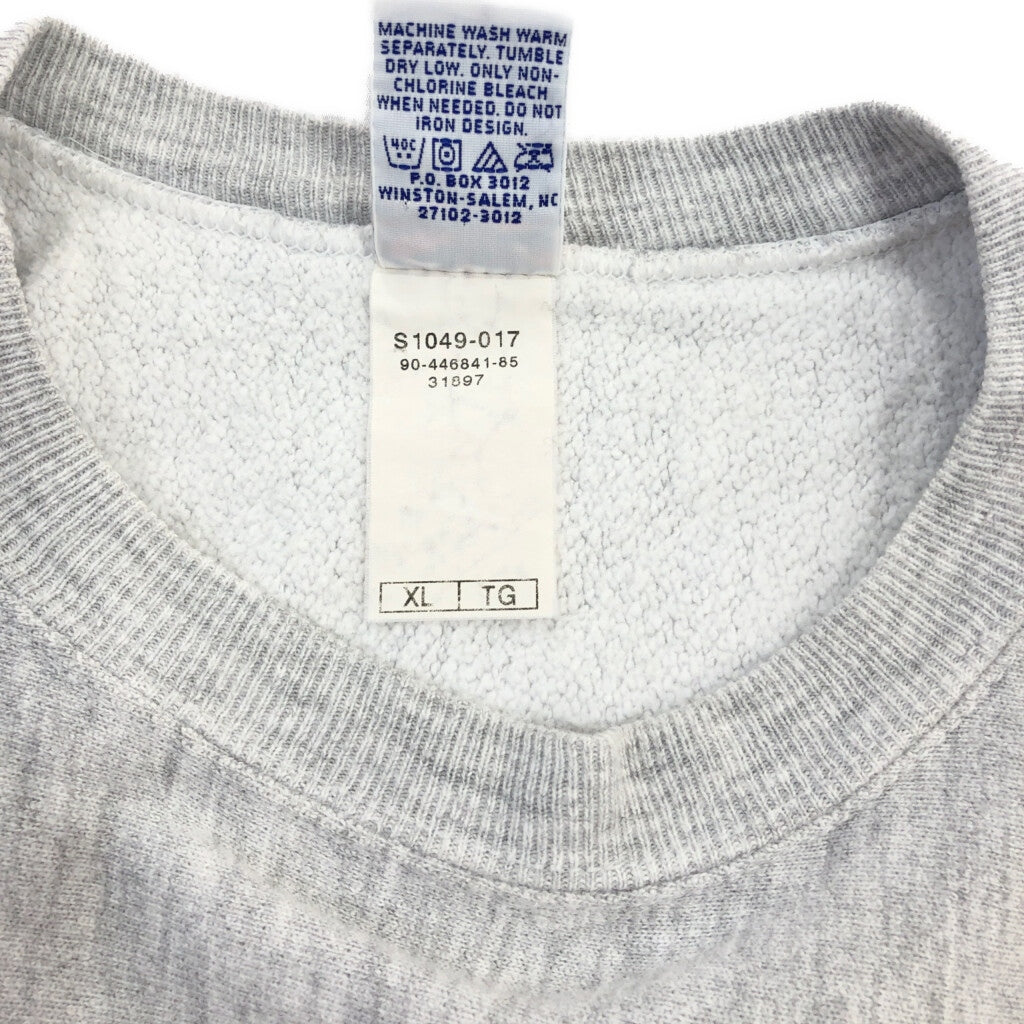 MACHINE WASH WARM
SEPARATELY. TUMBLE
DRY LOW. ONLY NON-
CHLORINE BLEACH
WHEN NEEDED. DO NOT
IRON DESIGN.
40C
P.O. BOX 3012
WINSTON-SALEM, NC
27102-3012
S1049-017
90-446841-85
31897
XL TG